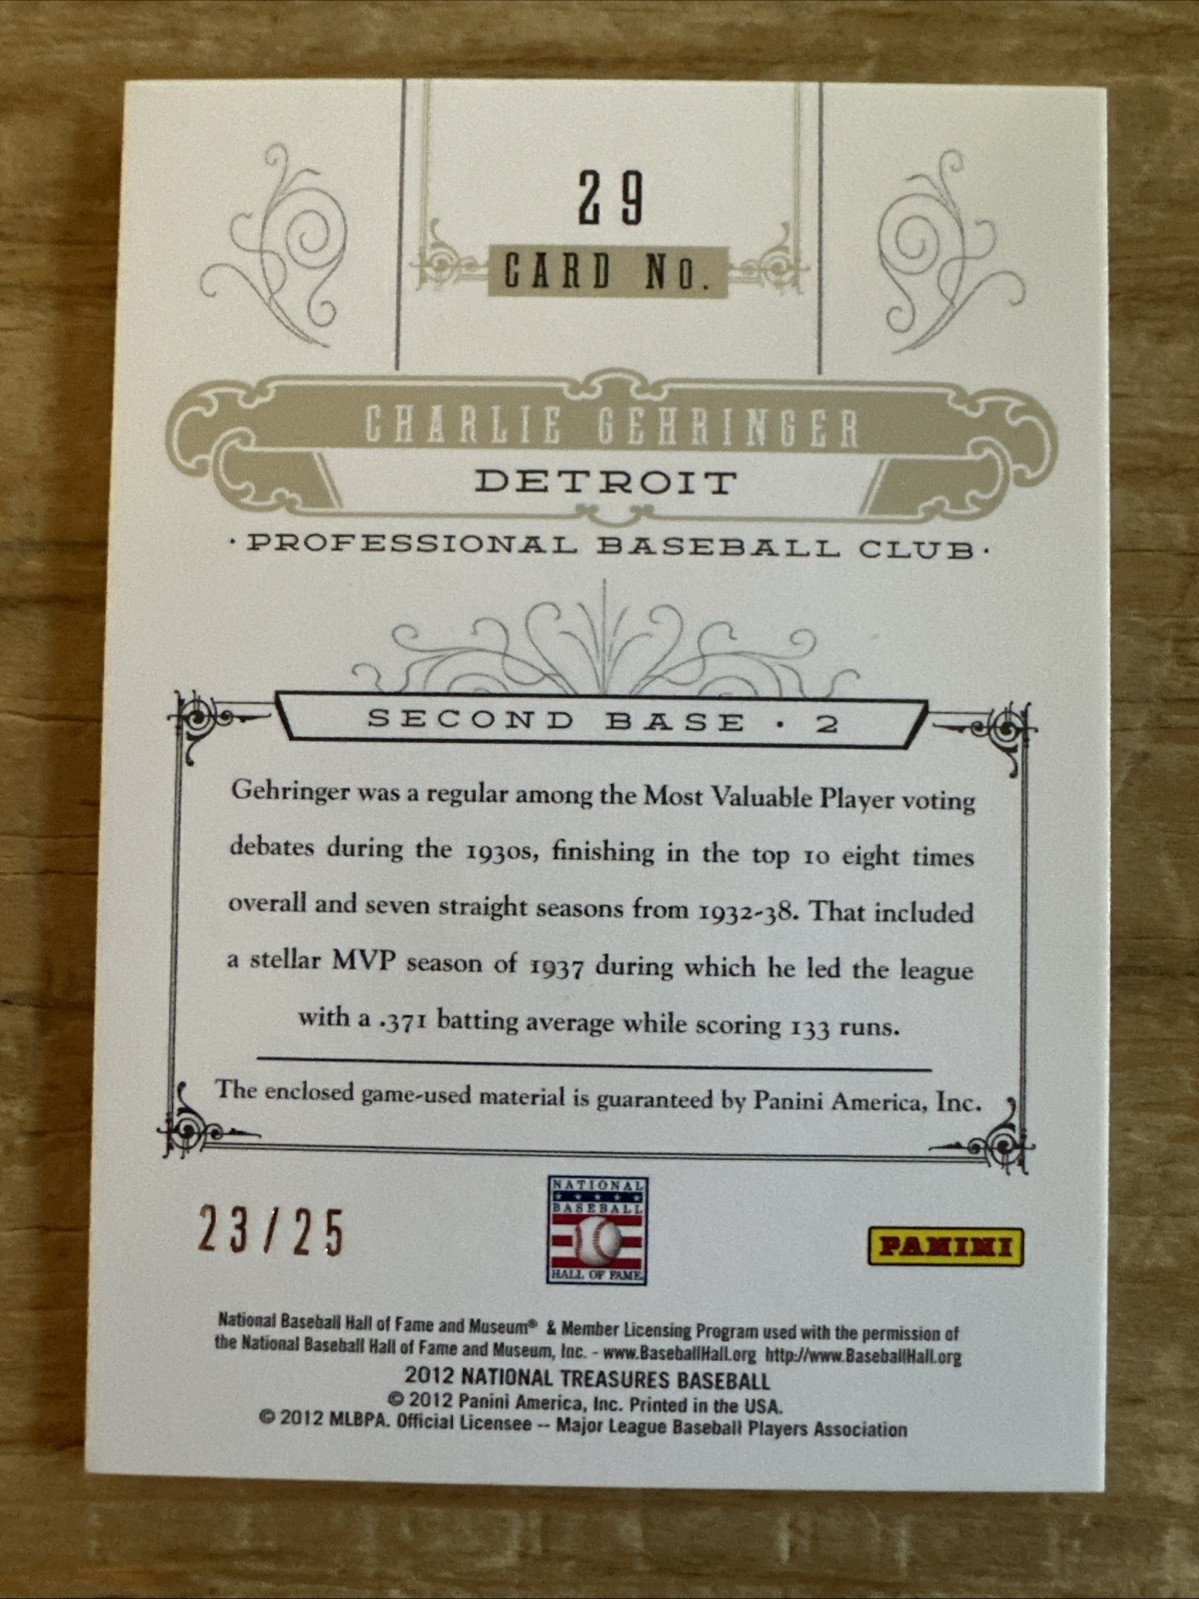 29
CARD No.
CHARLIE GEHRINGER
DETROIT
· PROFESSIONAL BASEBALL CLUB ·
SECOND BASE · 2
Gehringer was a regular among the Most Valuable Player voting
debates during the 1930s, finishing in the top 10 eight times
overall and seven straight seasons from 1932-38. That included
a stellar MVP season of 1937 during which he led the league
with a .371 batting average while scoring 133 runs.
The enclosed game-used material is guaranteed by Panini America, Inc.
23/25
NATIONAL
BASEBALL
HALL OF FAME
PANINI
National Baseball Hall of Fame and Museum® & Member Licensing Program used with the permission of
the National Baseball Hall of Fame and Museum, Inc. - www.BaseballHall.org http://www.BaseballHall.org
2012 NATIONAL TREASURES BASEBALL
© 2012 Panini America, Inc. Printed in the USA.
© 2012 MLBPA. Official Licensee -- Major League Baseball Players Association